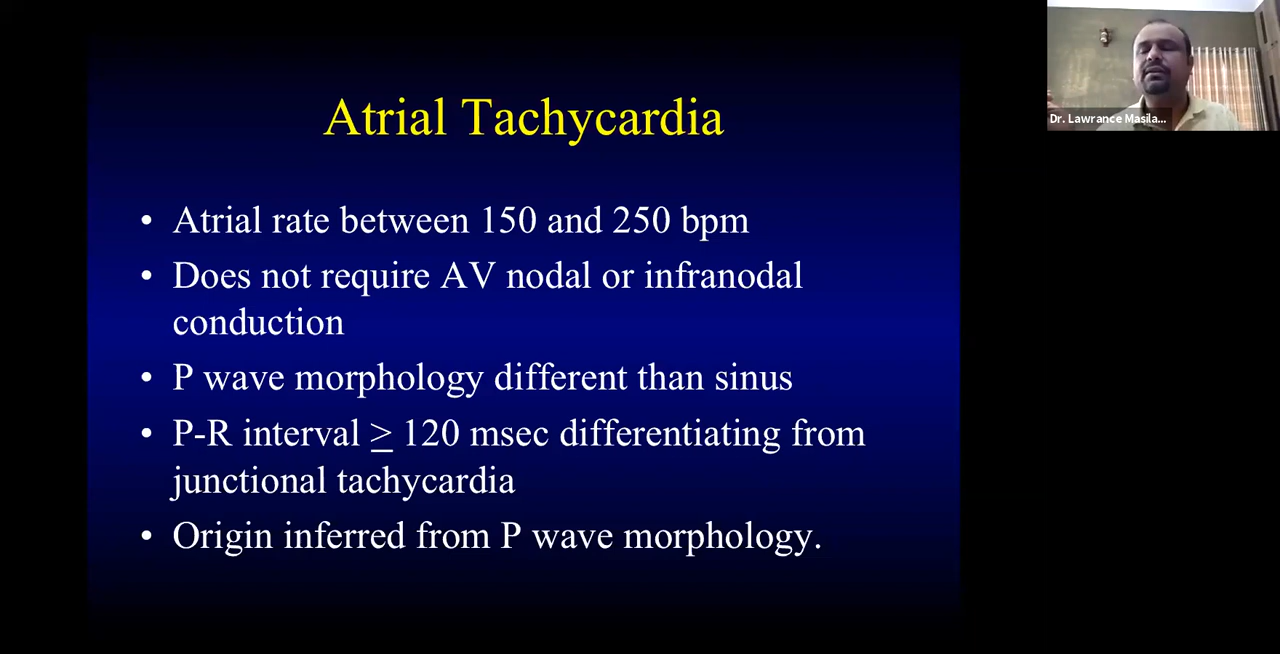 Atrial Tachycardia
• Atrial rate between 150 and 250 bpm
• Does not require AV nodal or infranodal
conduction
• P wave morphology different than sinus
• P-R interval ≥ 120 msec differentiating from
junctional tachycardia
• Origin inferred from P wave morphology.
Dr. Lawrance Masila...